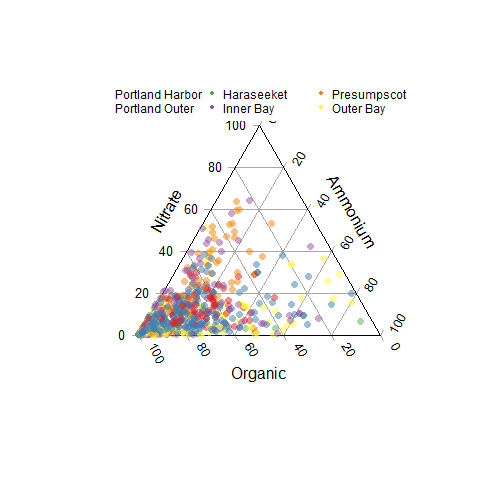 Portland Harbor Haraseeket Presumpscot
Portland Outer Inner Bay Outer Bay
100
80 20
60 40
40 60
20 80
0 100
Nitrate
Ammonium
100 80 60 40 20 0
Organic